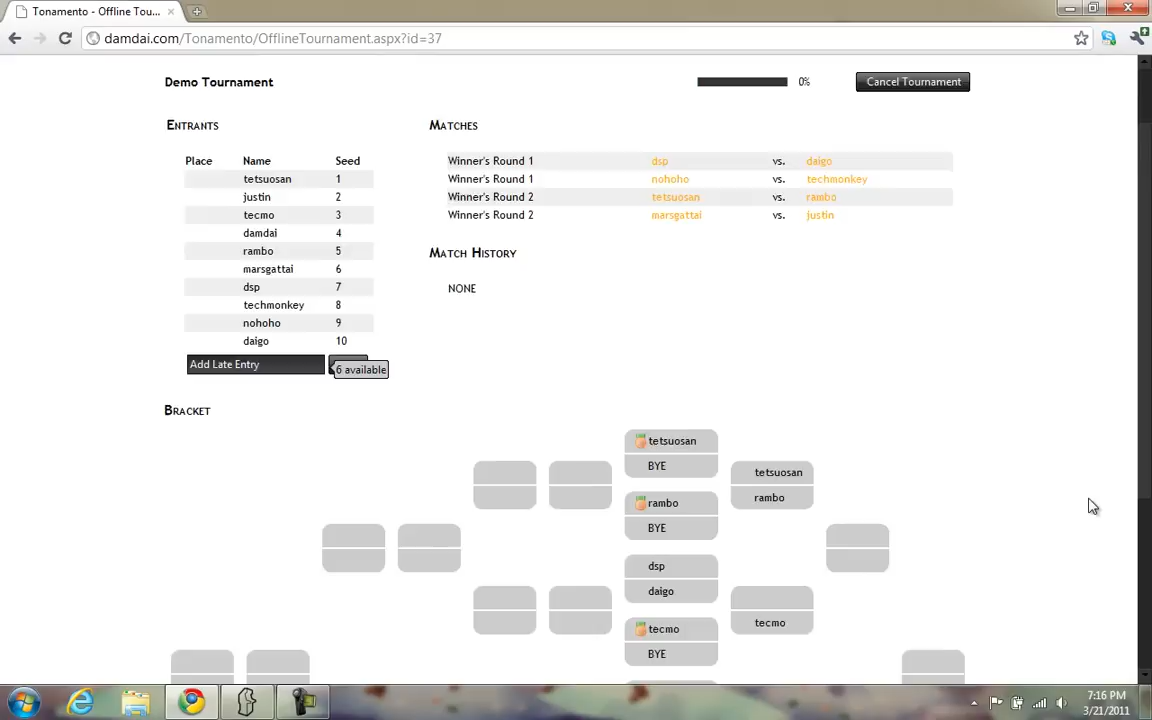 Tonamento - Offline Tou...
damdai.com/Tonamento/OfflineTournament.aspx?id=37
Demo Tournament
0%
Cancel Tournament
Entrants
Place Name Seed
tetsuosan 1
justin 2
tecmo 3
damdai 4
rambo 5
marsgattai 6
dsp 7
techmonkey 8
nohoho 9
daigo 10
Add Late Entry
6 available
Matches
Winner's Round 1 dsp vs. daigo
Winner's Round 1 nohoho vs. techmonkey
Winner's Round 2 tetsuosan vs. rambo
Winner's Round 2 marsgattai vs. justin
Match History
NONE
Bracket
tetsuosan
BYE
tetsuosan
rambo
rambo
BYE
dsp
daigo
tecmo
tecmo
BYE
7:16 PM
3/21/2011